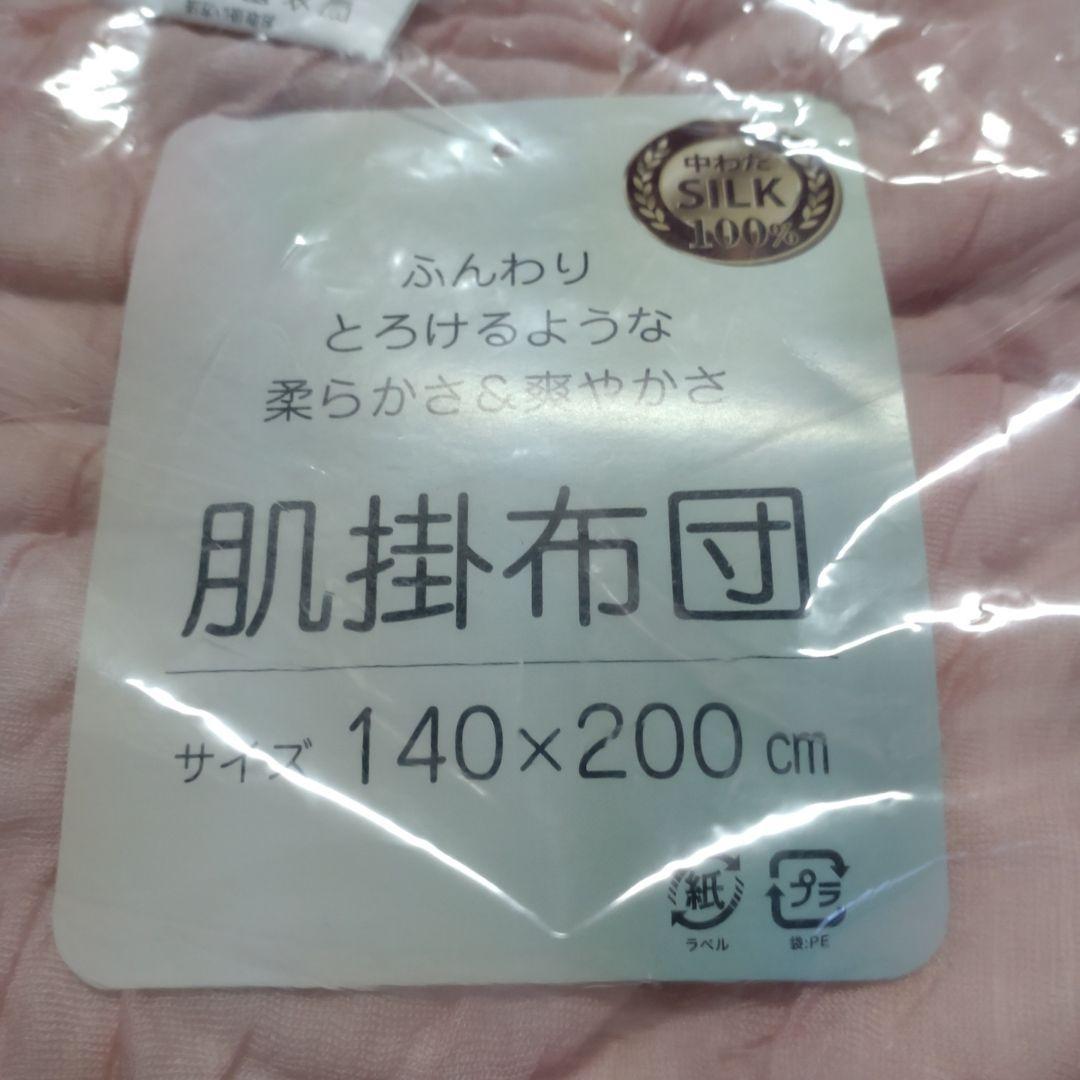 中わた
SILK
100%
ふんわり
とろけるような
柔らかさ&爽やかさ
肌掛布団
サイズ 140×200 cm
紙
ラベル
プラ
袋:PE